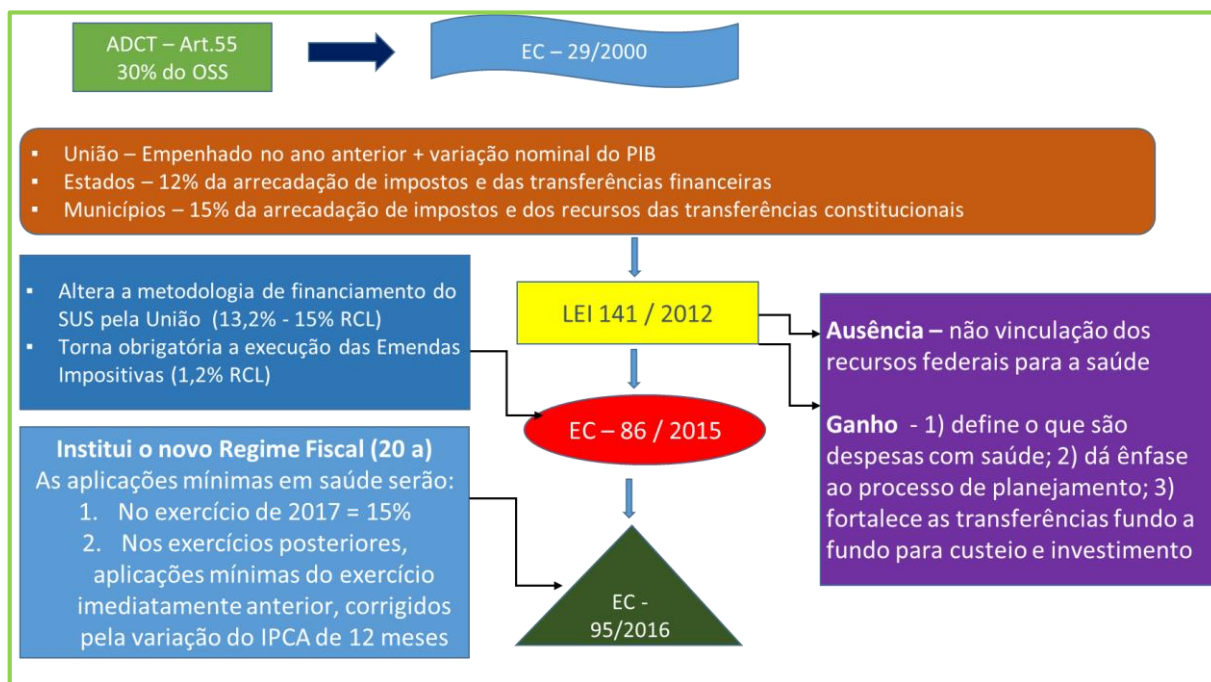 ADCT – Art.55
30% do OSS
EC – 29/2000
▪ União – Empenhado no ano anterior + variação nominal do PIB
▪ Estados – 12% da arrecadação de impostos e das transferências financeiras
▪ Municípios – 15% da arrecadação de impostos e dos recursos das transferências constitucionais
▪ Altera a metodologia de financiamento do
SUS pela União (13,2% - 15% RCL)
▪ Torna obrigatória a execução das Emendas
Impositivas (1,2% RCL)
LEI 141 / 2012
Ausência – não vinculação dos
recursos federais para a saúde
Ganho - 1) define o que são
despesas com saúde; 2) dá ênfase
ao processo de planejamento; 3)
fortalece as transferências fundo a
fundo para custeio e investimento
EC – 86 / 2015
Institui o novo Regime Fiscal (20 a)
As aplicações mínimas em saúde serão:
1. No exercício de 2017 = 15%
2. Nos exercícios posteriores,
aplicações mínimas do exercício
imediatamente anterior, corrigidos
pela variação do IPCA de 12 meses
EC -
95/2016